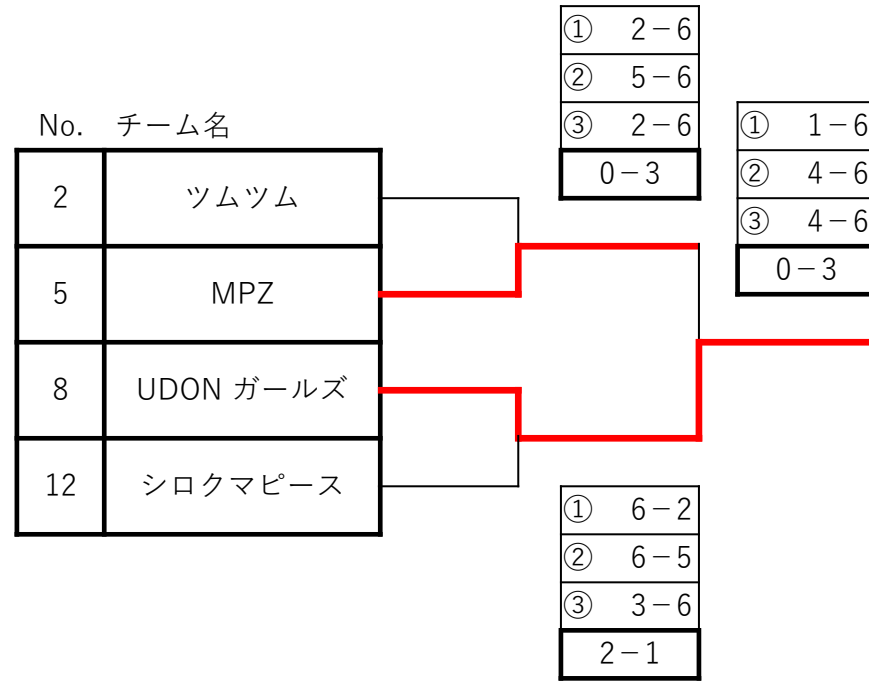 No. チーム名
2 ツムツム
5 MPZ
8 UDON ガールズ
12 シロクマピース
① 2−6
② 5−6
③ 2−6
0−3
① 1−6
② 4−6
③ 4−6
0−3
① 6−2
② 6−5
③ 3−6
2−1